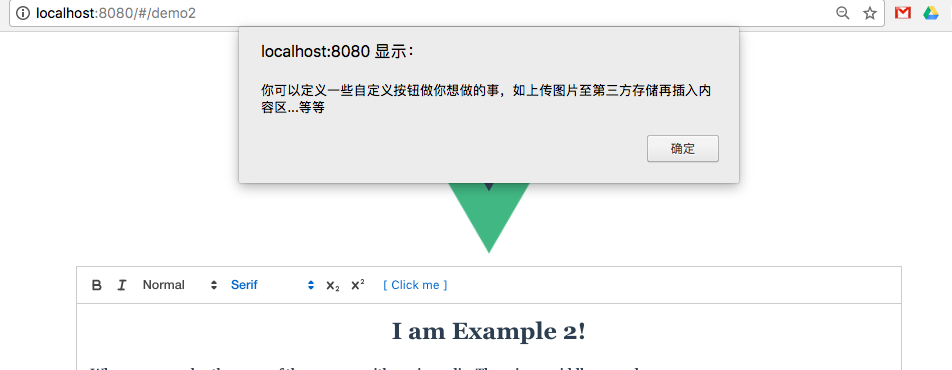 localhost:8080/#/demo2
localhost:8080 显示：
你可以定义一些自定义按钮做你想做的事，如上传图片至第三方存储再插入内
容区...等等
确定
B I Normal Serif x₂ x² [ Click me ]
I am Example 2!